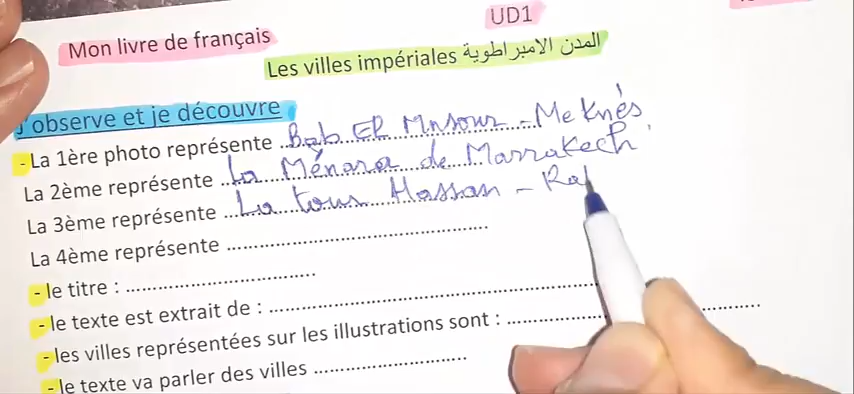 Mon livre de français
UD1
Les villes impériales المدن الامبراطورية
J'observe et je découvre
-La 1ère photo représente Bab El Mnsour - Meknès
La 2ème représente La Ménara de Marrakech
La 3ème représente La tour Hassan - Ra
La 4ème représente
- le titre :
- le texte est extrait de :
- les villes représentées sur les illustrations sont :
- le texte va parler des villes